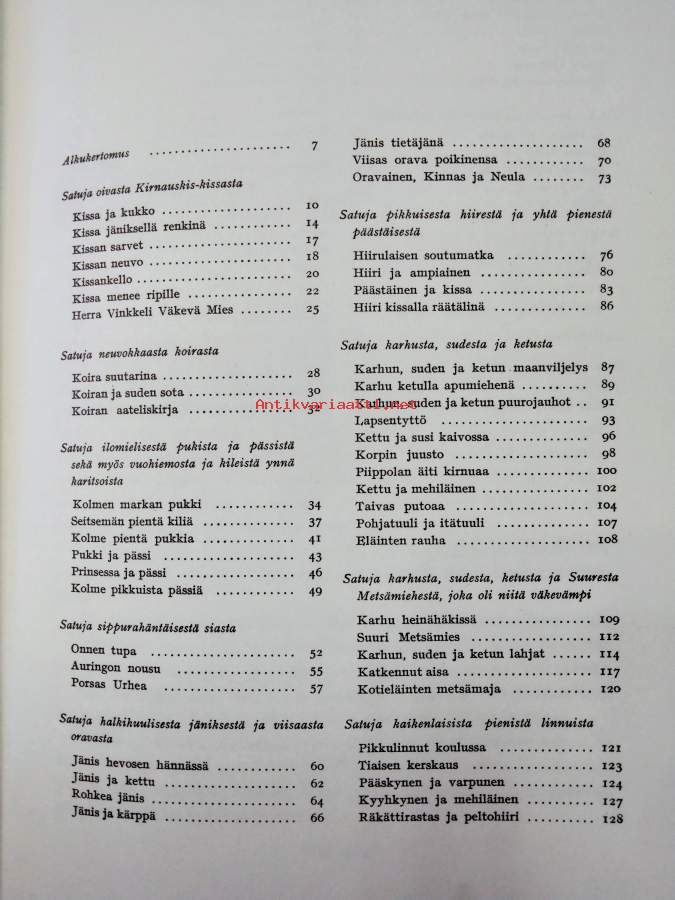 Alkukertomus ...................... 7
Satuja oivasta Kirnauskis-kissasta
Kissa ja kukko .................... 10
Kissa jäniksellä renkinä ............. 14
Kissan sarvet ...................... 17
Kissan neuvo ...................... 18
Kissankello ........................ 20
Kissa menee ripille ................. 22
Herra Vinkkeli Väkevä Mies ........ 25
Satuja neuvokkaasta koirasta
Koira suutarina .................... 28
Koiran ja suden sota ................ 30
Koiran aateliskirja .................. 32
Satuja ilomielisestä pukista ja pässistä
sekä myös vuohiemosta ja kileistä ynnä
karitsoista
Kolmen markan pukki ............ 34
Seitsemän pientä kiliä .............. 37
Kolme pientä pukkia .............. 41
Pukki ja pässi .................... 43
Prinsessa ja pässi .................. 46
Kolme pikkuista pässiä ............ 49
Satuja sippurahäntäisestä siasta
Onnen tupa ...................... 52
Auringon nousu .................. 55
Porsas Urhea .................... 57
Satuja halkihuulisesta jäniksestä ja viisaasta
oravasta
Jänis hevosen hännässä ............ 60
Jänis ja kettu .................... 62
Rohkea jänis ...................... 64
Jänis ja kärppä .................... 66
Jänis tietäjänä .................... 68
Viisas orava poikinensa ............ 70
Oravainen, Kinnas ja Neula ........ 73
Satuja pikkuisesta hiirestä ja yhtä pienestä
päästäisestä
Hiirulaisen soutumatka ............ 76
Hiiri ja ampiainen ................ 80
Päästäinen ja kissa ................ 83
Hiiri kissalla räätälinä .............. 86
Satuja karhusta, sudesta ja ketusta
Karhun, suden ja ketun maanviljelys 87
Karhu ketulla apumiehenä .......... 89
Karhun, suden ja ketun puurojauhot .. 91
Lapsentyttö ...................... 93
Kettu ja susi kaivossa .............. 96
Korpin juusto .................... 98
Piippolan äiti kirnuaa .............. 100
Kettu ja mehiläinen ................ 102
Taivas putoaa .................... 104
Pohjatuuli ja itätuuli .............. 107
Eläinten rauha .................... 108
Satuja karhusta, sudesta, ketusta ja Suuresta
Metsämiehestä, joka oli niitä väkevämpi
Karhu heinähäkissä ................ 109
Suuri Metsämies .................. 112
Karhun, suden ja ketun lahjat ...... 114
Katkennut aisa .................... 117
Kotieläinten metsämaja ............ 120
Satuja kaikenlaisista pienistä linnuista
Pikkulinnut koulussa .............. 121
Tiaisen kerskaus .................. 123
Pääskynen ja varpunen ............ 124
Kyyhkynen ja mehiläinen .......... 127
Räkättirastas ja peltohiiri .......... 128
Antikvariaatti.net